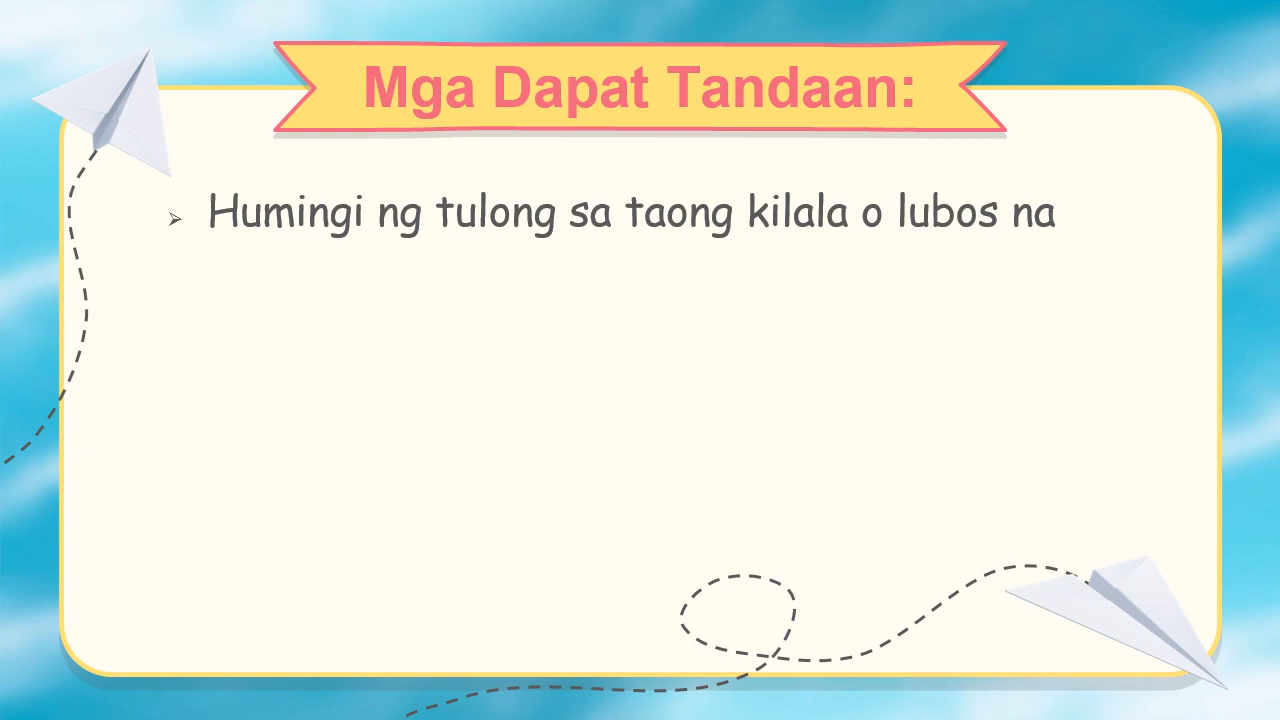 Mga Dapat Tandaan:
➢ Humingi ng tulong sa taong kilala o lubos na